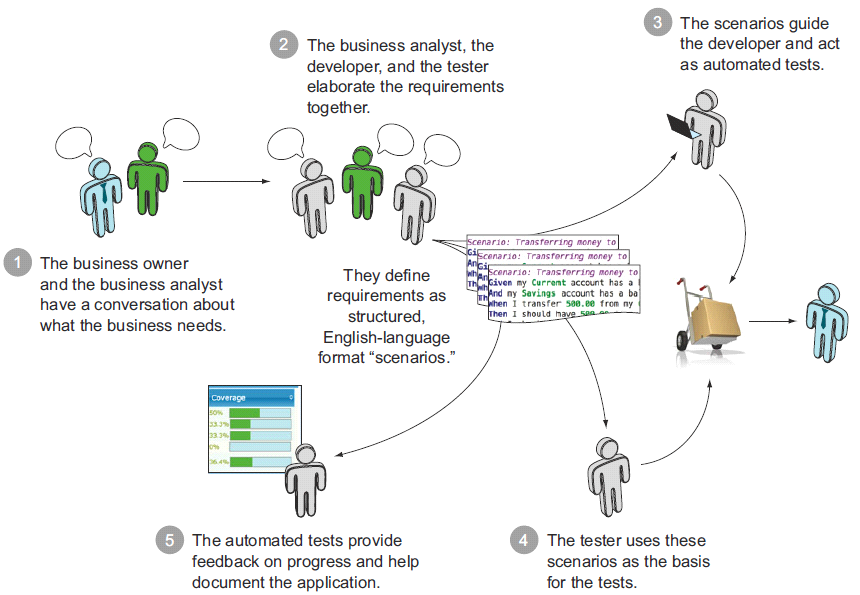 1
The business owner
and the business analyst
have a conversation about
what the business needs.
2
The business analyst, the
developer, and the tester
elaborate the requirements
together.
They define
requirements as
structured,
English-language
format “scenarios.”
Scenario: Transferring money to
Scenario: Transferring money to
Scenario: Transferring money to
Given my Current account has a
And my Savings account has a ba
When I transfer 500.00 from my
Then I should have 500.00
3
The scenarios guide
the developer and act
as automated tests.
4
The tester uses these
scenarios as the basis
for the tests.
Coverage
50%
33.3%
33.3%
0%
36.4%
5
The automated tests provide
feedback on progress and help
document the application.